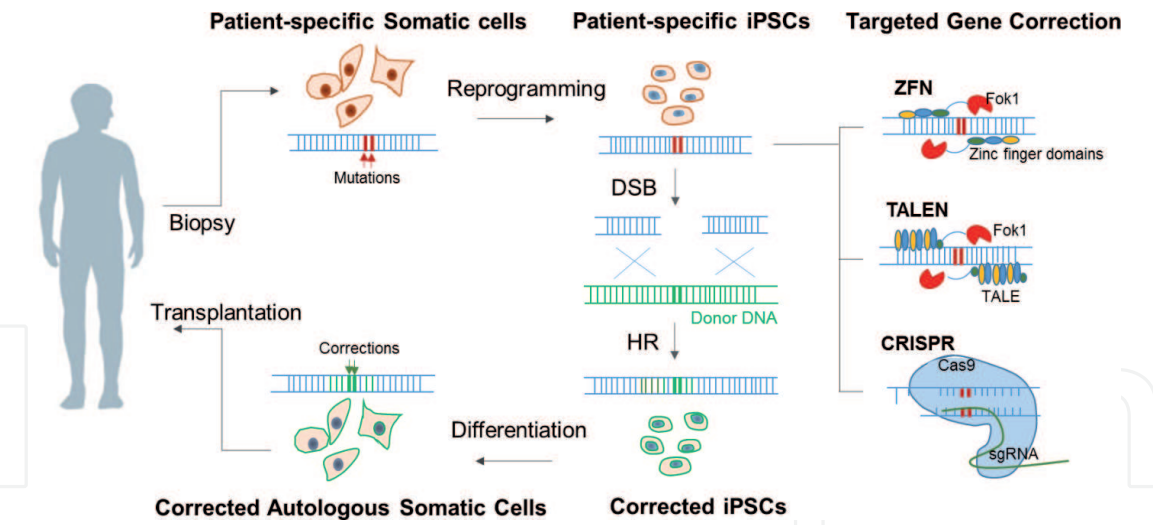 Patient-specific Somatic cells
Patient-specific iPSCs
Targeted Gene Correction
Reprogramming
Mutations
Biopsy
DSB
Donor DNA
HR
Transplantation
Corrections
Differentiation
Corrected Autologous Somatic Cells
Corrected iPSCs
ZFN
Fok1
Zinc finger domains
TALEN
Fok1
TALE
CRISPR
Cas9
sgRNA